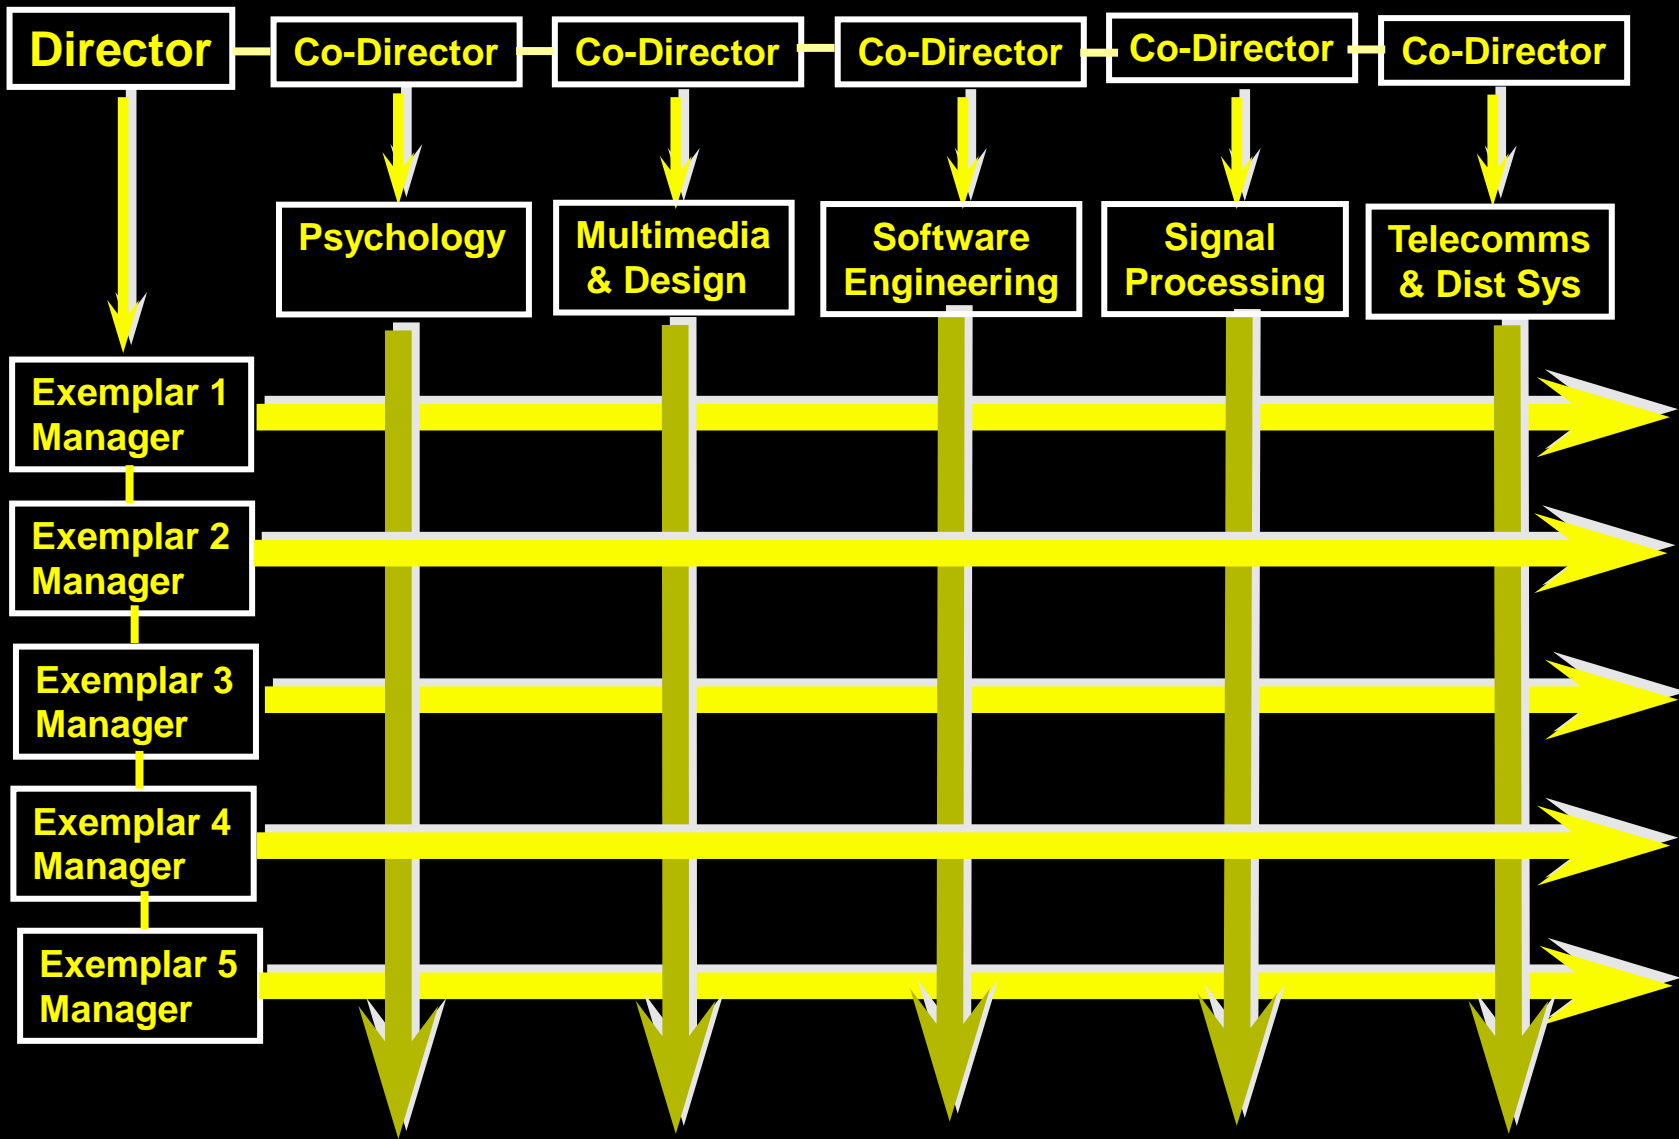 Director
Co-Director
Co-Director
Co-Director
Co-Director
Co-Director
Psychology
Multimedia
& Design
Software
Engineering
Signal
Processing
Telecomms
& Dist Sys
Exemplar 1
Manager
Exemplar 2
Manager
Exemplar 3
Manager
Exemplar 4
Manager
Exemplar 5
Manager